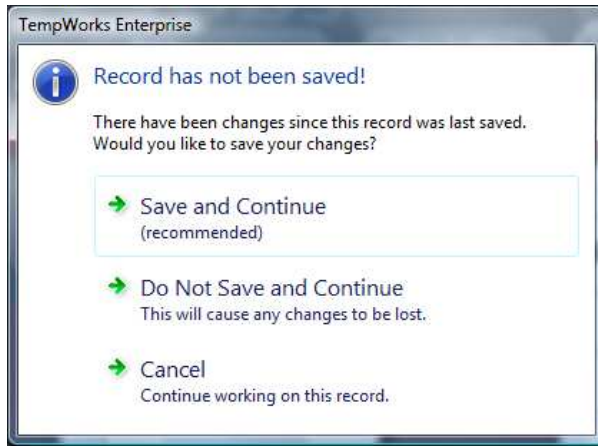 TempWorks Enterprise
Record has not been saved!
There have been changes since this record was last saved.
Would you like to save your changes?
Save and Continue
(recommended)
Do Not Save and Continue
This will cause any changes to be lost.
Cancel
Continue working on this record.